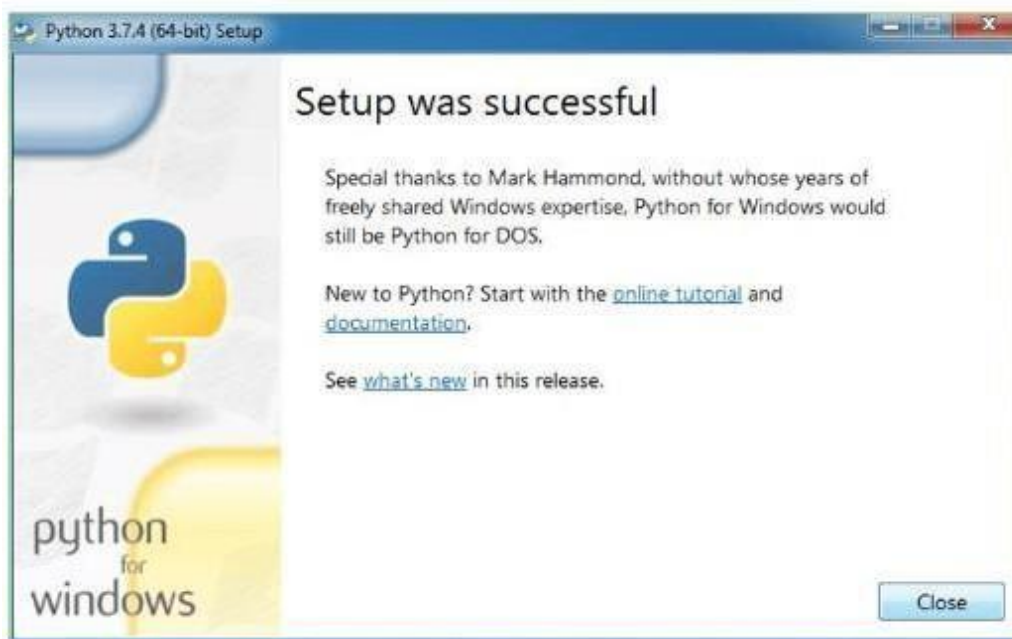 Python 3.7.4 (64-bit) Setup
Setup was successful
Special thanks to Mark Hammond, without whose years of
freely shared Windows expertise, Python for Windows would
still be Python for DOS.
New to Python? Start with the online tutorial and
documentation.
See what's new in this release.
python
for
windows
Close